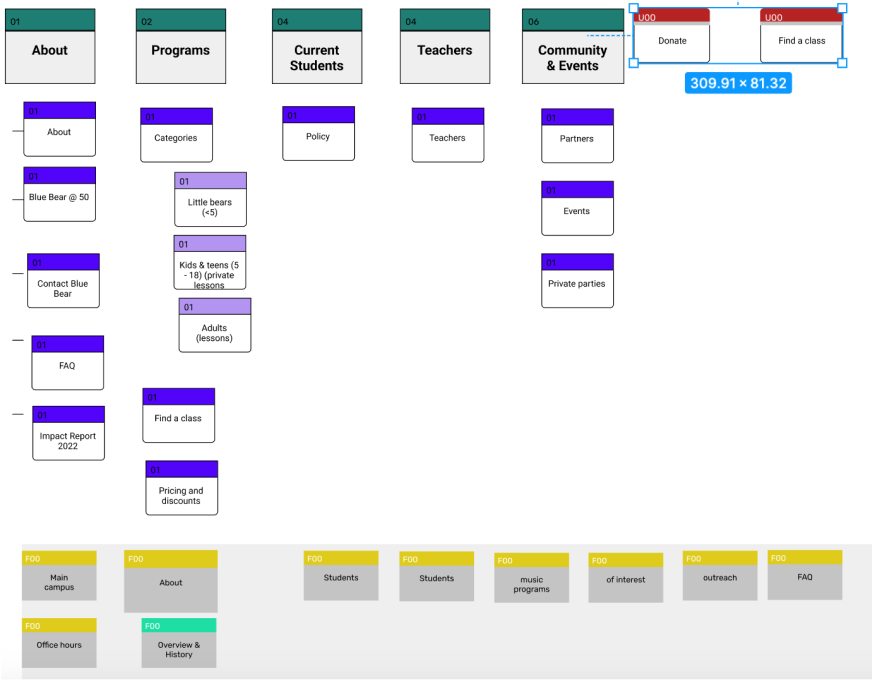 01
About
02
Programs
04
Current
Students
04
Teachers
06
Community
& Events
U00
Donate
U00
Find a class
309.91 × 81.32
01
About
01
Blue Bear @ 50
01
Contact Blue
Bear
01
FAQ
01
Impact Report
2022
01
Categories
01
Little bears
(<5)
01
Kids & teens (5
- 18) (private
lessons
01
Adults
(lessons)
01
Find a class
01
Pricing and
discounts
01
Policy
01
Teachers
01
Partners
01
Events
01
Private parties
F00
Main
campus
F00
About
F00
Students
F00
Students
F00
music
programs
F00
of interest
F00
outreach
F00
FAQ
F00
Office hours
F00
Overview &
History